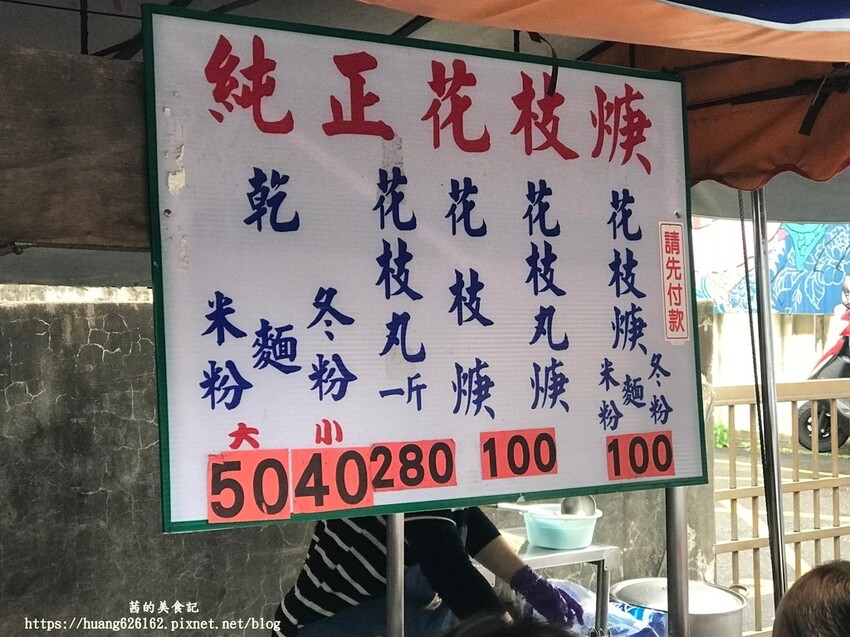 純正花枝焿
花枝焿
米粉
麵
冬粉
花枝丸焿
花枝焿
花枝丸一斤
乾
冬粉
麵
米粉
請先付款
大
小
50
40
280
100
100
茜的美食記
https://huang626162.pixnet.net/blog